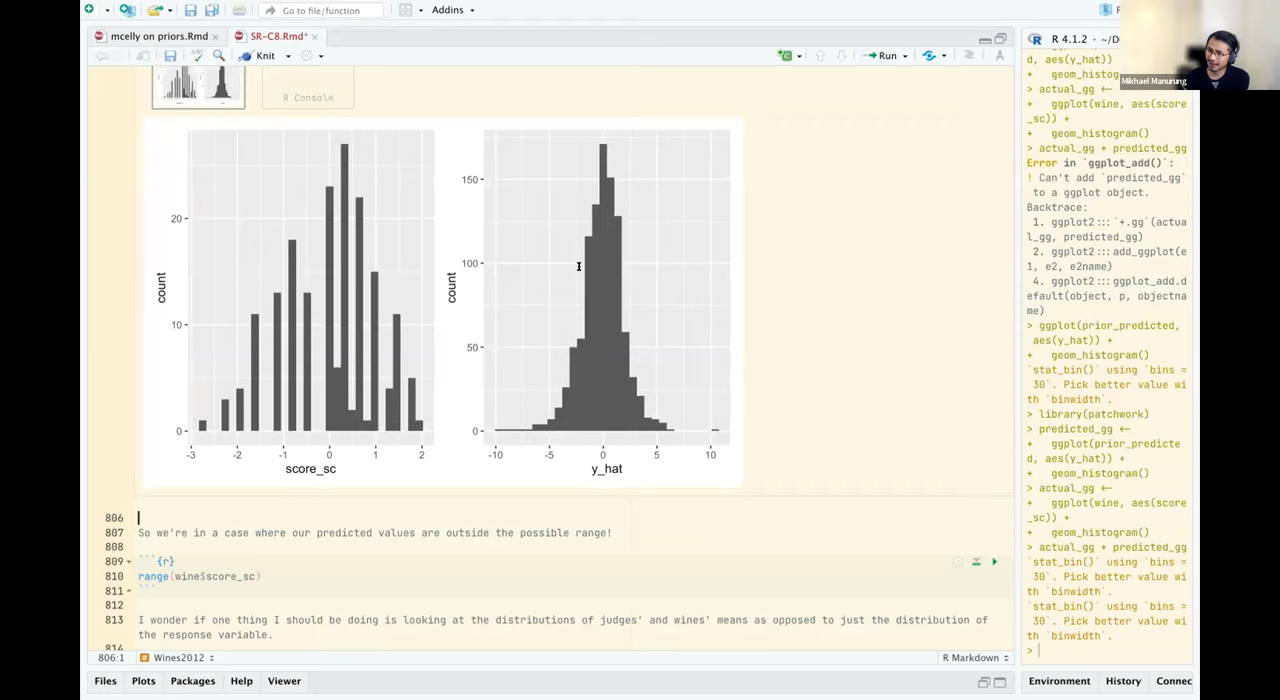 Go to file/function
Addins
mcelly on priors.Rmd
SR-C8.Rmd*
Knit
Run
R Console
20
10
0
count
-3
-2
-1
0
1
2
score_sc
150
100
50
0
count
-10
-5
0
5
10
y_hat
806
807 So we're in a case where our predicted values are outside the possible range!
808
809 ```{r}
810 range(wine$score_sc)
811 ```
812
813 I wonder if one thing I should be doing is looking at the distributions of judges' and wines' means as opposed to just the distribution of
the response variable.
814
806:1
Wines2012
R Markdown
Files
Plots
Packages
Help
Viewer
R 4.1.2 · ~/D
Mikhael Manurung
d, aes(y_hat))
+ geom_histog
> actual_gg <-
+ ggplot(wine, aes(score
_sc)) +
+ geom_histogram()
> actual_gg + predicted_gg
Error in `ggplot_add()`:
! Can't add `predicted_gg`
to a ggplot object.
Backtrace:
1. ggplot2:::`+.gg`(actua
l_gg, predicted_gg)
2. ggplot2:::add_ggplot(e
1, e2, e2name)
4. ggplot2:::ggplot_add.d
efault(object, p, objectna
me)
> ggplot(prior_predicted,
aes(y_hat)) +
+ geom_histogram()
`stat_bin()` using `bins =
30`. Pick better value wi
th `binwidth`.
> library(patchwork)
> predicted_gg <-
+ ggplot(prior_predicte
d, aes(y_hat)) +
+ geom_histogram()
> actual_gg <-
+ ggplot(wine, aes(score
_sc)) +
+ geom_histogram()
> actual_gg + predicted_gg
`stat_bin()` using `bins =
30`. Pick better value wi
th `binwidth`.
`stat_bin()` using `bins =
30`. Pick better value wi
th `binwidth`.
>
Environment
History
Connec